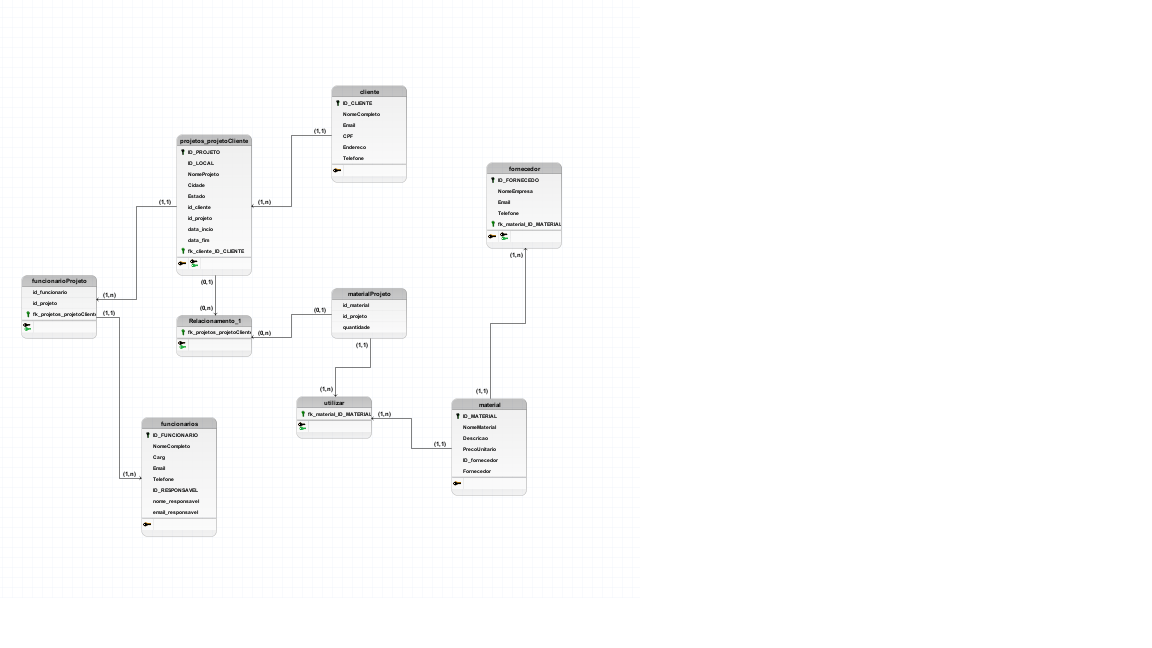 cliente
ID_CLIENTE
NomeCompleto
Email
CPF
Endereco
Telefone
(1,1)
(1,n)
projetos_projetoCliente
ID_PROJETO
ID_LOCAL
NomeProjeto
Cidade
Estado
id_cliente
id_projeto
data_incio
data_fim
fk_cliente_ID_CLIENTE
(1,1)
(1,n)
(0,1)
(0,n)
fornecedor
ID_FORNECEDO
NomeEmpresa
Email
Telefone
fk_material_ID_MATERIAL
(1,n)
(1,1)
funcionarioProjeto
id_funcionario
id_projeto
fk_projetos_projetoClient
(1,1)
(1,n)
Relacionamento_1
fk_projetos_projetoClient
(0,n)
(0,1)
materialProjeto
id_material
id_projeto
quantidade
(1,1)
(1,n)
utilizar
fk_material_ID_MATERIAL
(1,n)
(1,1)
material
ID_MATERIAL
NomeMaterial
Descricao
PrecoUnitario
ID_fornecedor
Fornecedor
funcionarios
ID_FUNCIONARIO
NomeCompleto
Carg
Email
Telefone
ID_RESPONSAVEL
nome_responsavel
email_responsavel